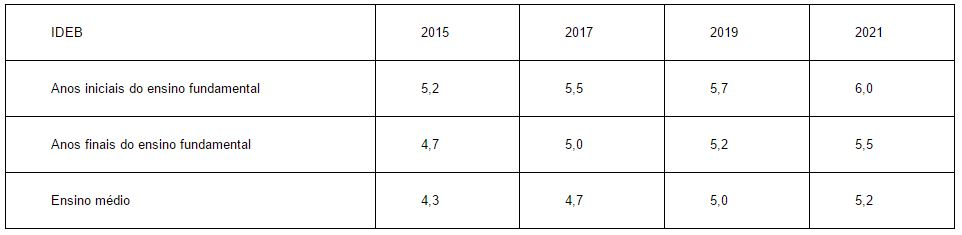 IDEB 2015 2017 2019 2021
Anos iniciais do ensino fundamental 5,2 5,5 5,7 6,0
Anos finais do ensino fundamental 4,7 5,0 5,2 5,5
Ensino médio 4,3 4,7 5,0 5,2